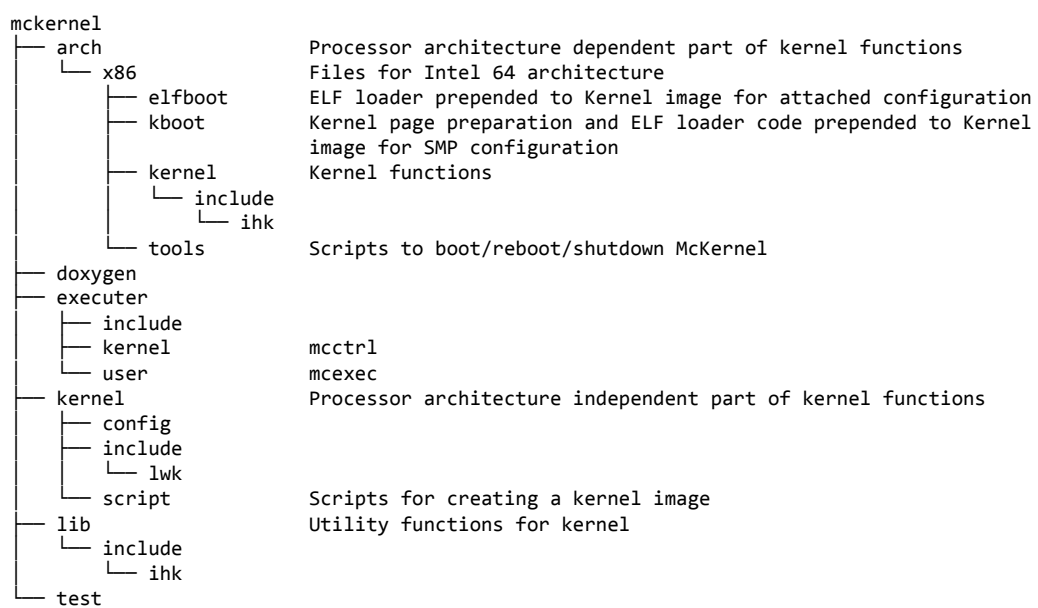 mckernel
├── arch Processor architecture dependent part of kernel functions
│   └── x86 Files for Intel 64 architecture
│       ├── elfboot ELF loader prepended to Kernel image for attached configuration
│       ├── kboot Kernel page preparation and ELF loader code prepended to Kernel
│       │ image for SMP configuration
│       ├── kernel Kernel functions
│       │   └── include
│       │       └── ihk
│       └── tools Scripts to boot/reboot/shutdown McKernel
├── doxygen
├── executer
│   ├── include
│   ├── kernel mcctrl
│   └── user mcexec
├── kernel Processor architecture independent part of kernel functions
│   ├── config
│   ├── include
│   │   └── lwk
│   └── script Scripts for creating a kernel image
├── lib Utility functions for kernel
│   └── include
│       └── ihk
└── test